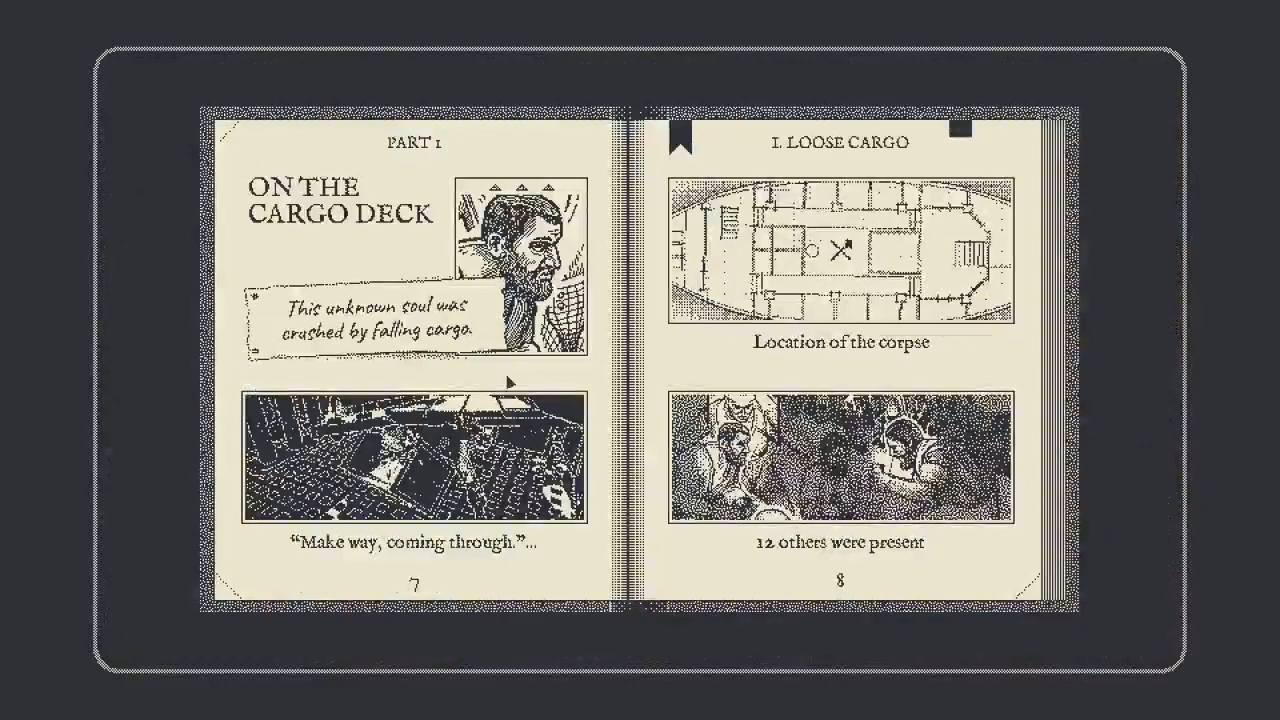 PART 1
ON THE
CARGO DECK
This unknown soul was
crushed by falling cargo.
“Make way, coming through.”...
7
1. LOOSE CARGO
Location of the corpse
12 others were present
8